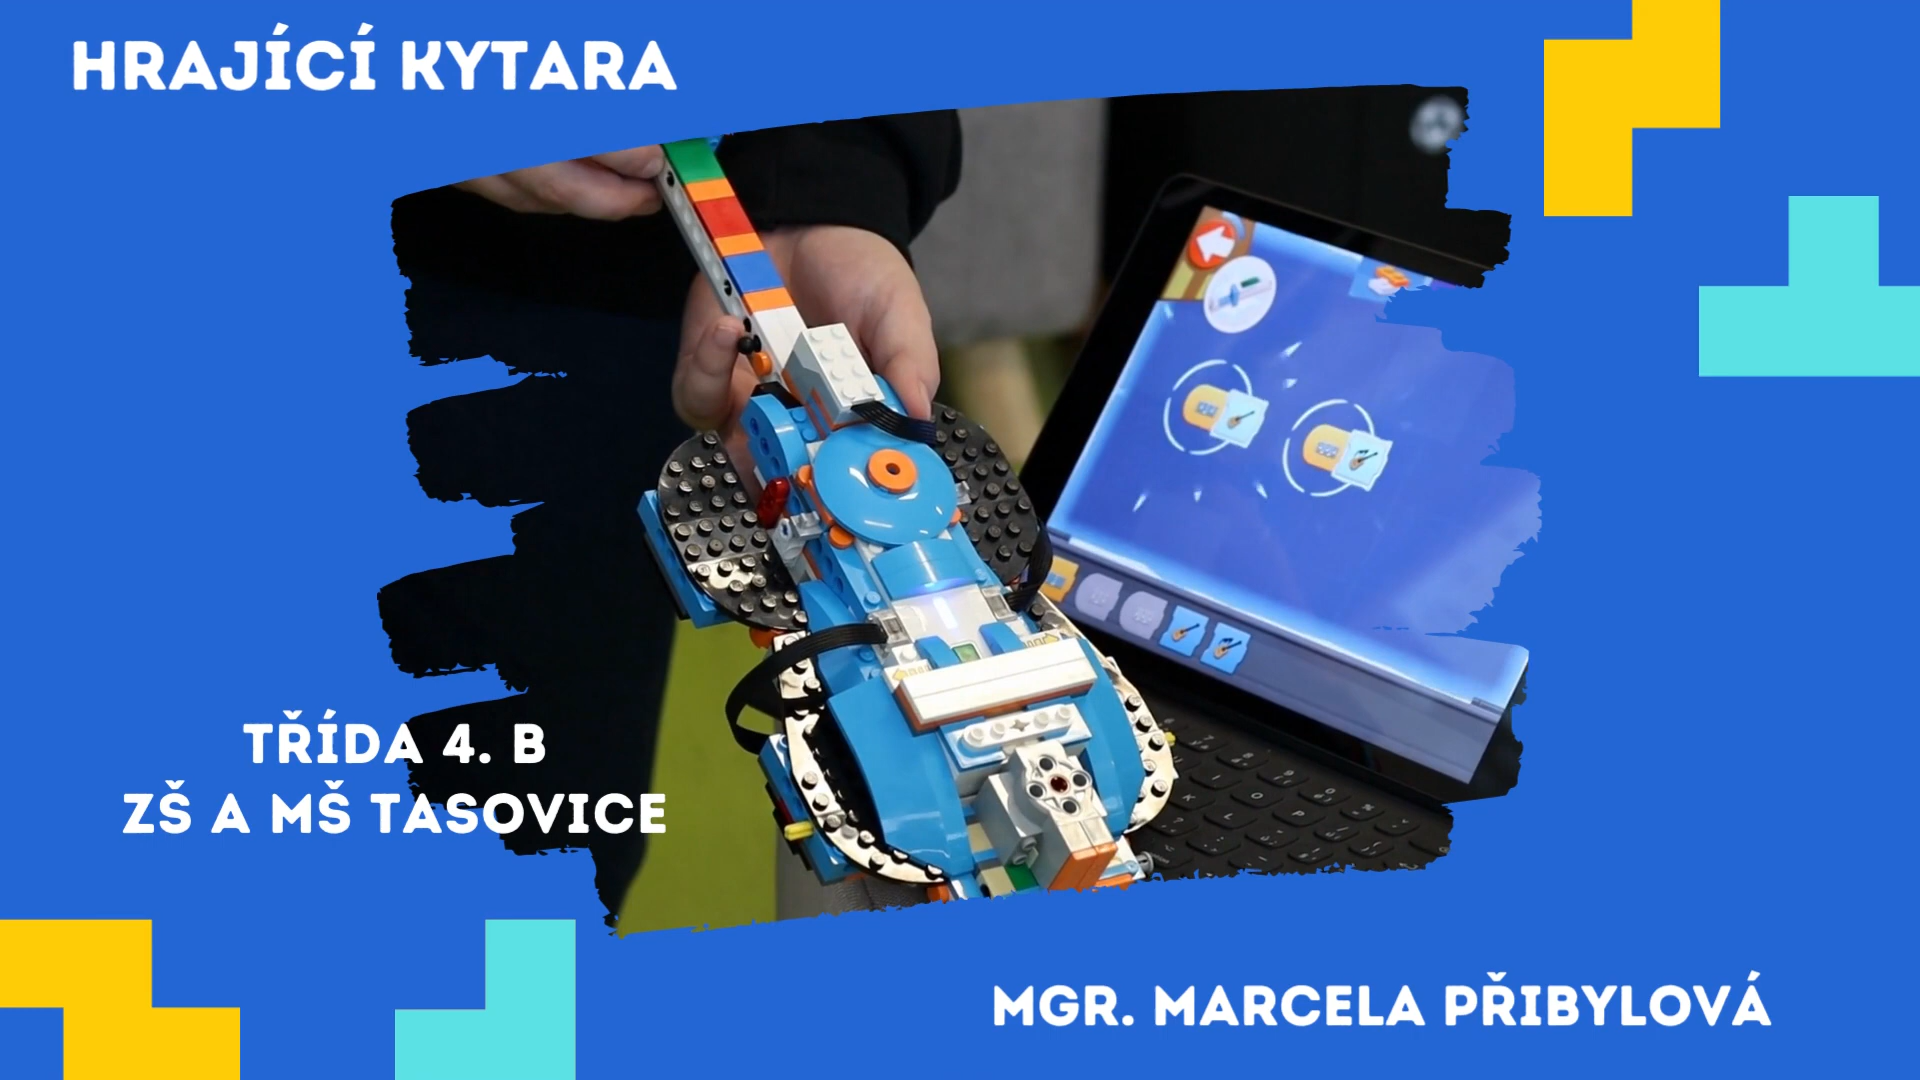 HRAJÍCÍ KYTARA
TŘÍDA 4. B
ZŠ A MŠ TASOVICE
MGR. MARCELA PŘIBYLOVÁ